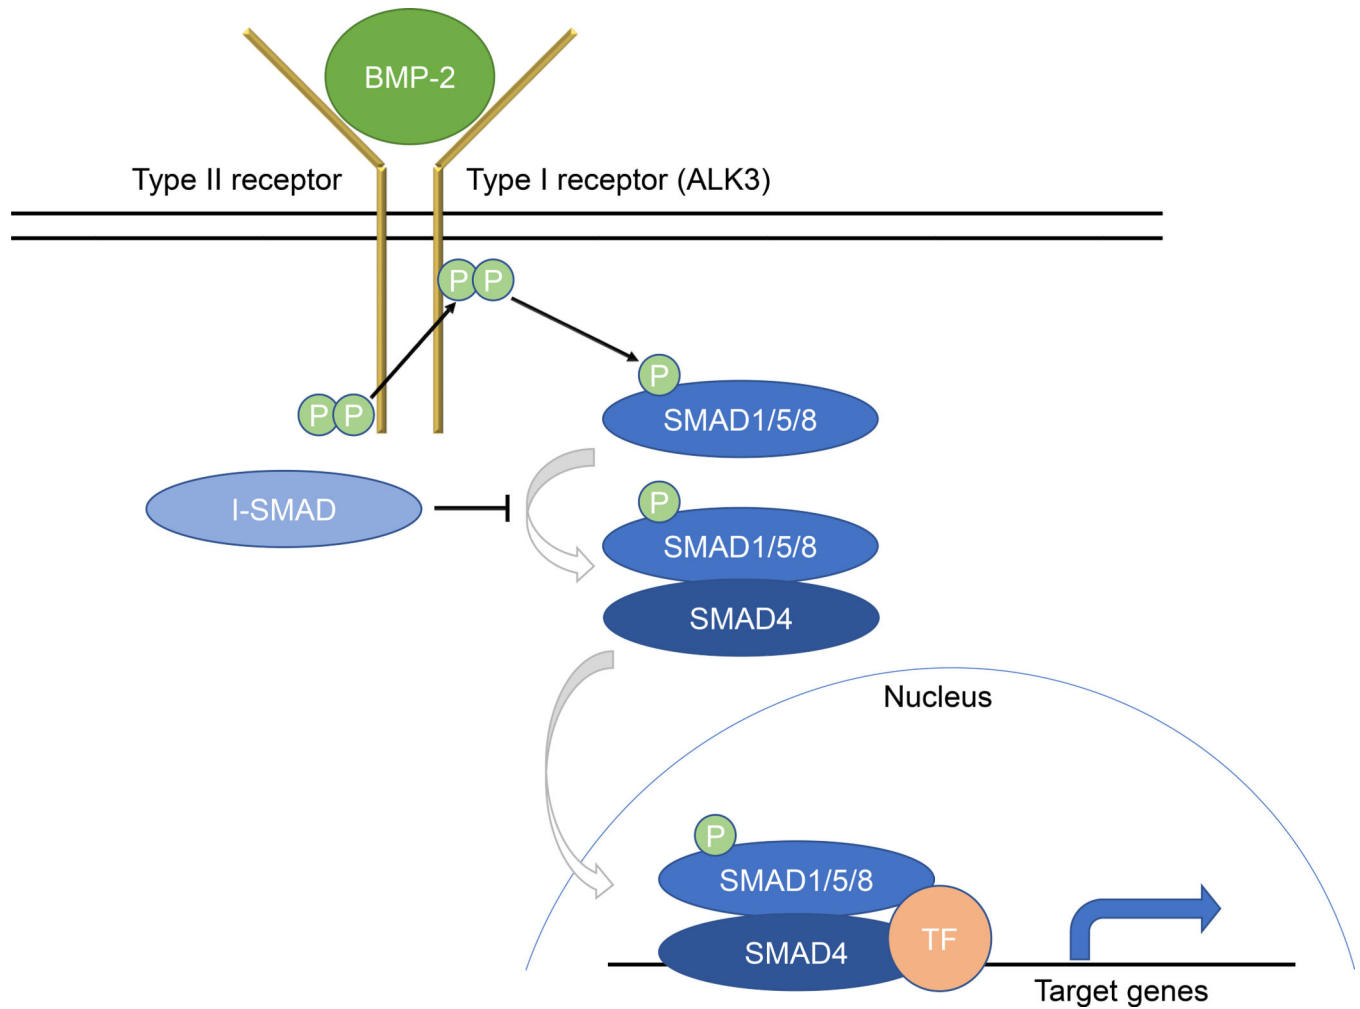 BMP-2
Type II receptor
Type I receptor (ALK3)
P P
P
SMAD1/5/8
P P
I-SMAD
P
SMAD1/5/8
SMAD4
Nucleus
P
SMAD1/5/8
SMAD4
TF
Target genes